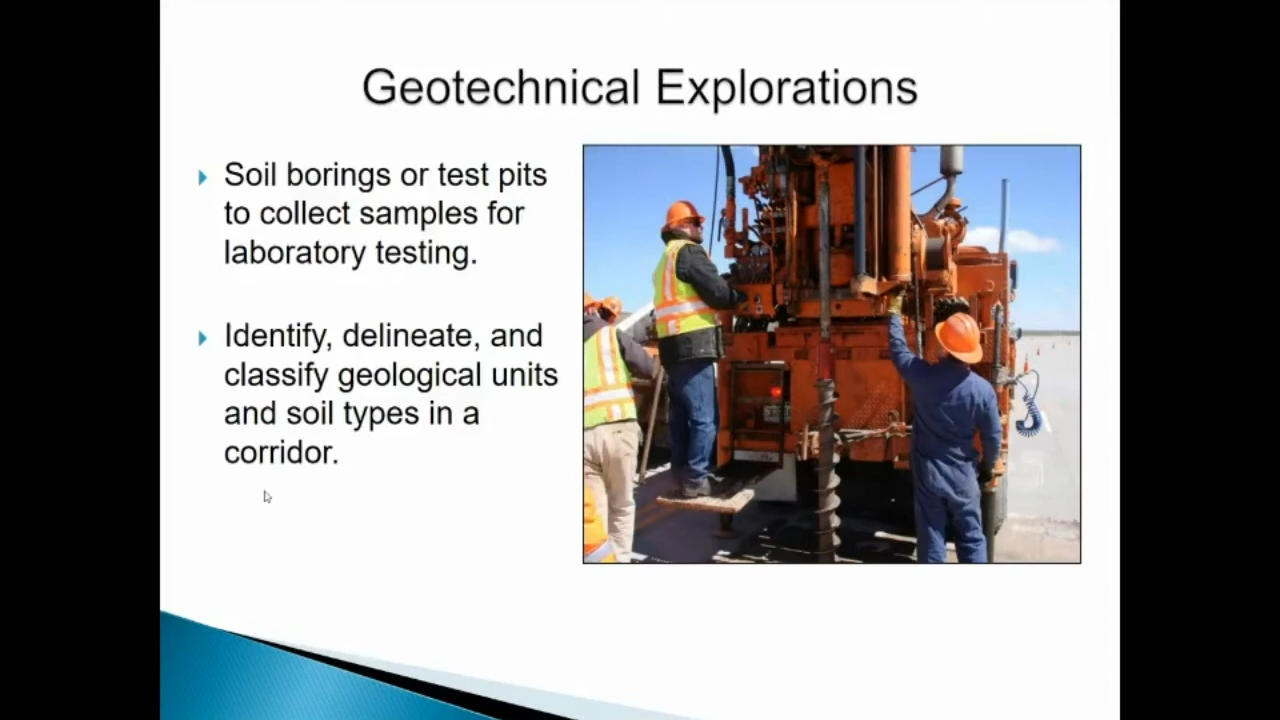 Geotechnical Explorations
Soil borings or test pits
to collect samples for
laboratory testing.
Identify, delineate, and
classify geological units
and soil types in a
corridor.